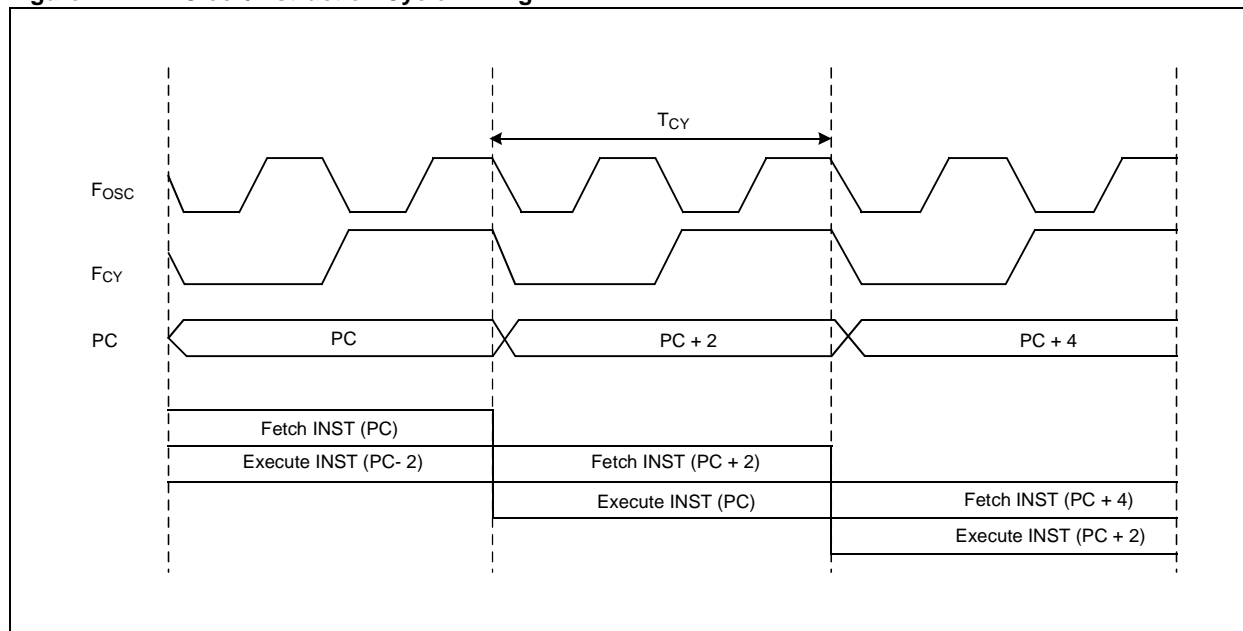 TCY
FOSC
FCY
PC
PC
PC + 2
PC + 4
Fetch INST (PC)
Execute INST (PC- 2)
Fetch INST (PC + 2)
Execute INST (PC)
Fetch INST (PC + 4)
Execute INST (PC + 2)